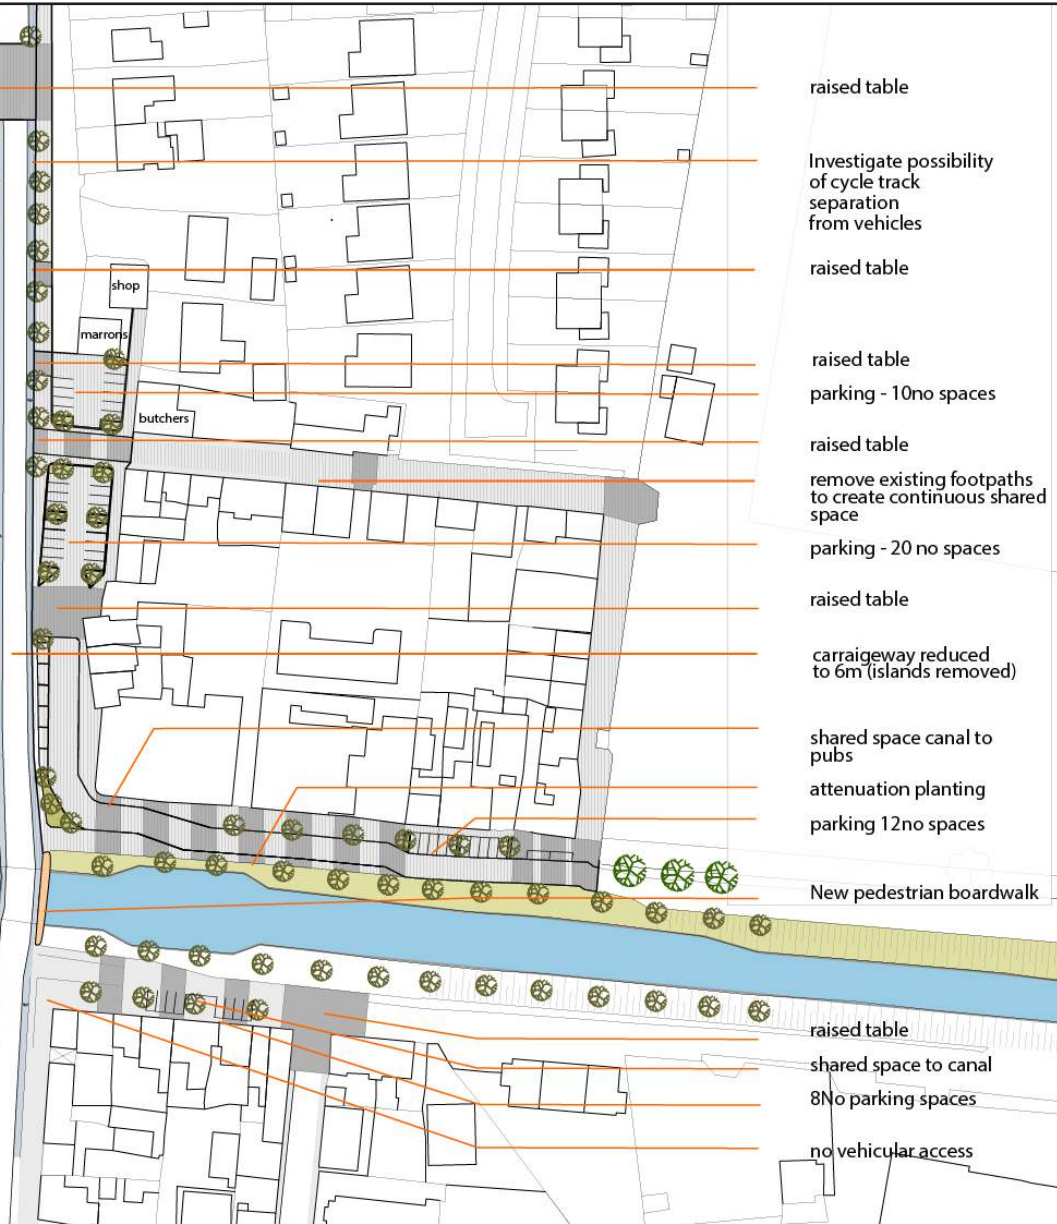 raised table
Investigate possibility
of cycle track
separation
from vehicles
raised table
shop
marrons
raised table
parking - 10no spaces
butchers
raised table
remove existing footpaths
to create continuous shared
space
parking - 20 no spaces
raised table
carraigeway reduced
to 6m (islands removed)
shared space canal to
pubs
attenuation planting
parking 12no spaces
New pedestrian boardwalk
raised table
shared space to canal
8No parking spaces
no vehicular access